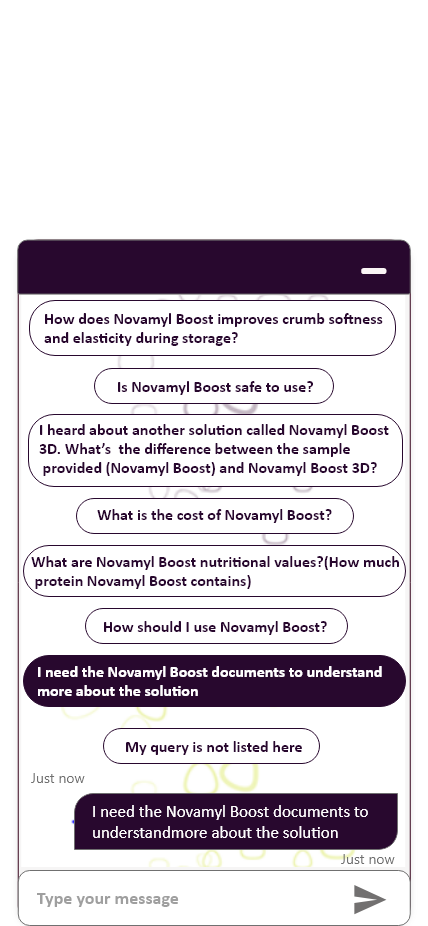 How does Novamyl Boost improves crumb softness
and elasticity during storage?
Is Novamyl Boost safe to use?
I heard about another solution called Novamyl Boost
3D. What’s  the difference between the sample
provided (Novamyl Boost) and Novamyl Boost 3D?
What is the cost of Novamyl Boost?
What are Novamyl Boost nutritional values?(How much
protein Novamyl Boost contains)
How should I use Novamyl Boost?
I need the Novamyl Boost documents to understand
more about the solution
My query is not listed here
Just now
I need the Novamyl Boost documents to
understandmore about the solution
Just now
Type your message